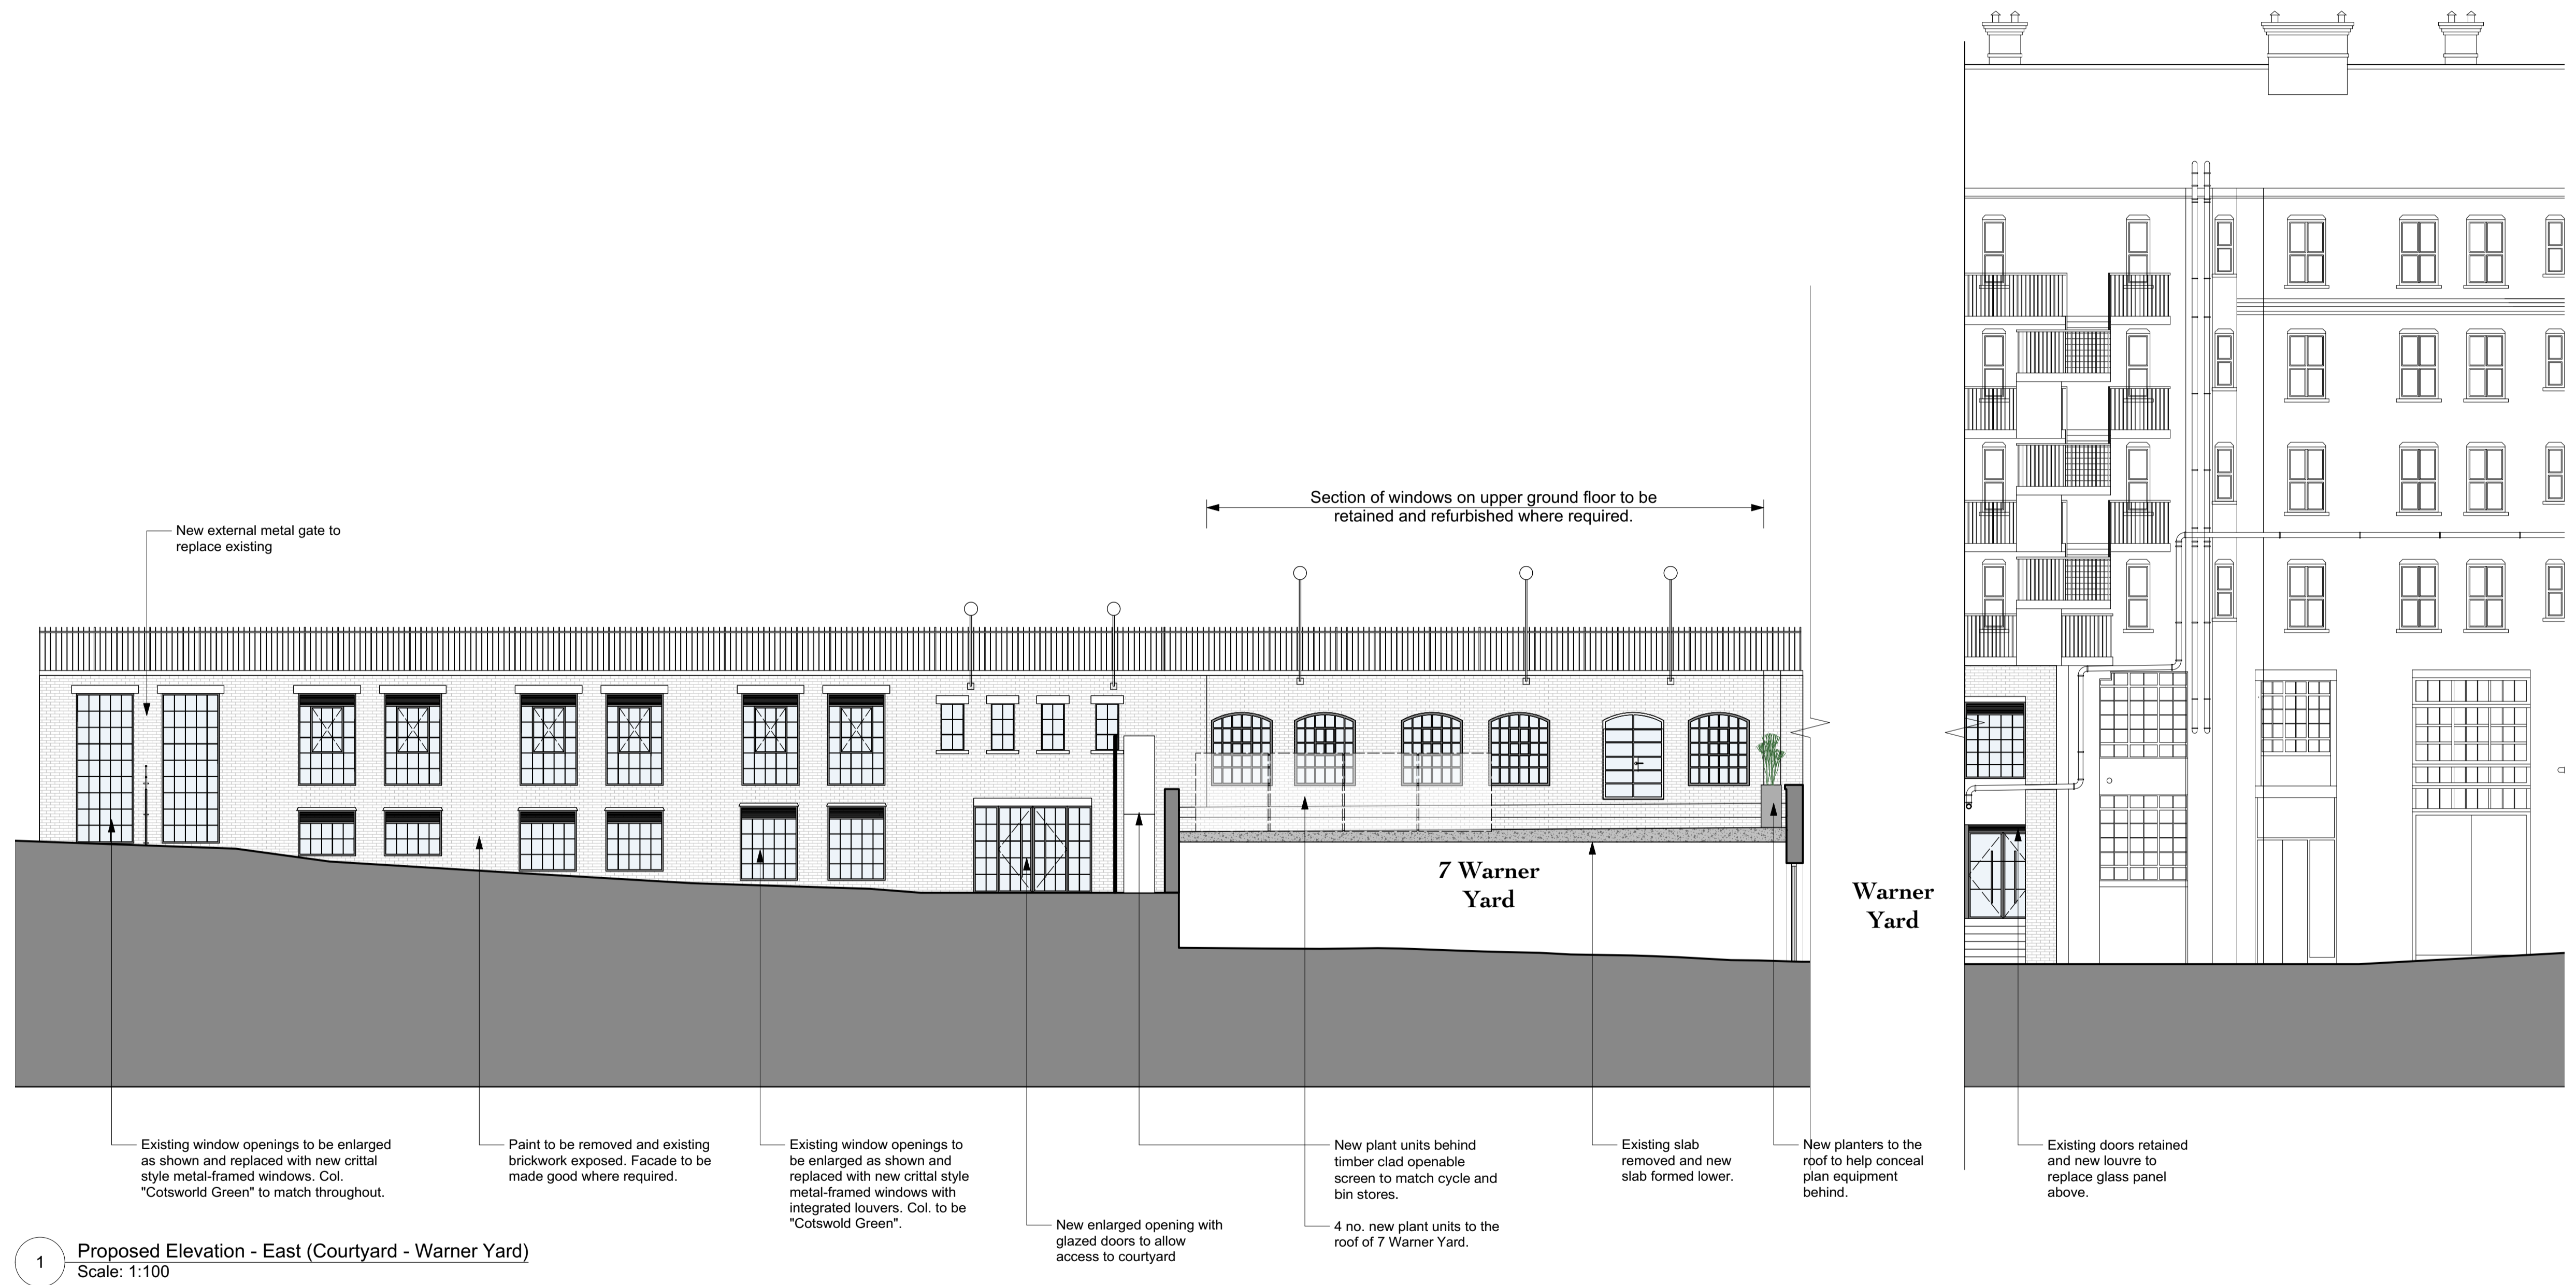 Section of windows on upper ground floor to be
retained and refurbished where required.
New external metal gate to
replace existing
7 Warner
Yard
Warner
Yard
Existing window openings to be enlarged
as shown and replaced with new crittal
style metal-framed windows. Col.
"Cotsworld Green" to match throughout.
Paint to be removed and existing
brickwork exposed. Facade to be
made good where required.
Existing window openings to
be enlarged as shown and
replaced with new crittal style
metal-framed windows with
integrated louvers. Col. to be
"Cotswold Green".
New enlarged opening with
glazed doors to allow
access to courtyard
New plant units behind
timber clad openable
screen to match cycle and
bin stores.
4 no. new plant units to the
roof of 7 Warner Yard.
Existing slab
removed and new
slab formed lower.
New planters to the
roof to help conceal
plan equipment
behind.
Existing doors retained
and new louvre to
replace glass panel
above.
1
Proposed Elevation - East (Courtyard - Warner Yard)
Scale: 1:100